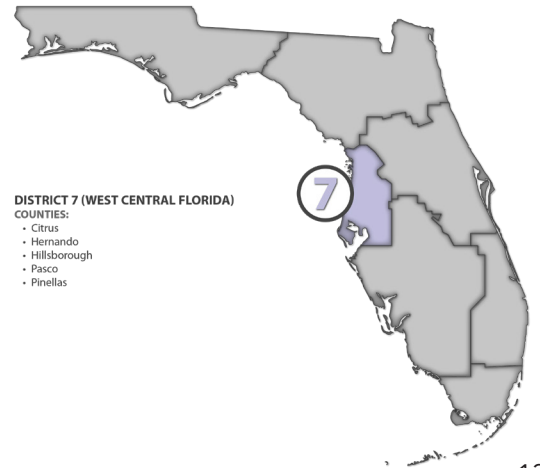 7
DISTRICT 7 (WEST CENTRAL FLORIDA)
COUNTIES:
• Citrus
• Hernando
• Hillsborough
• Pasco
• Pinellas